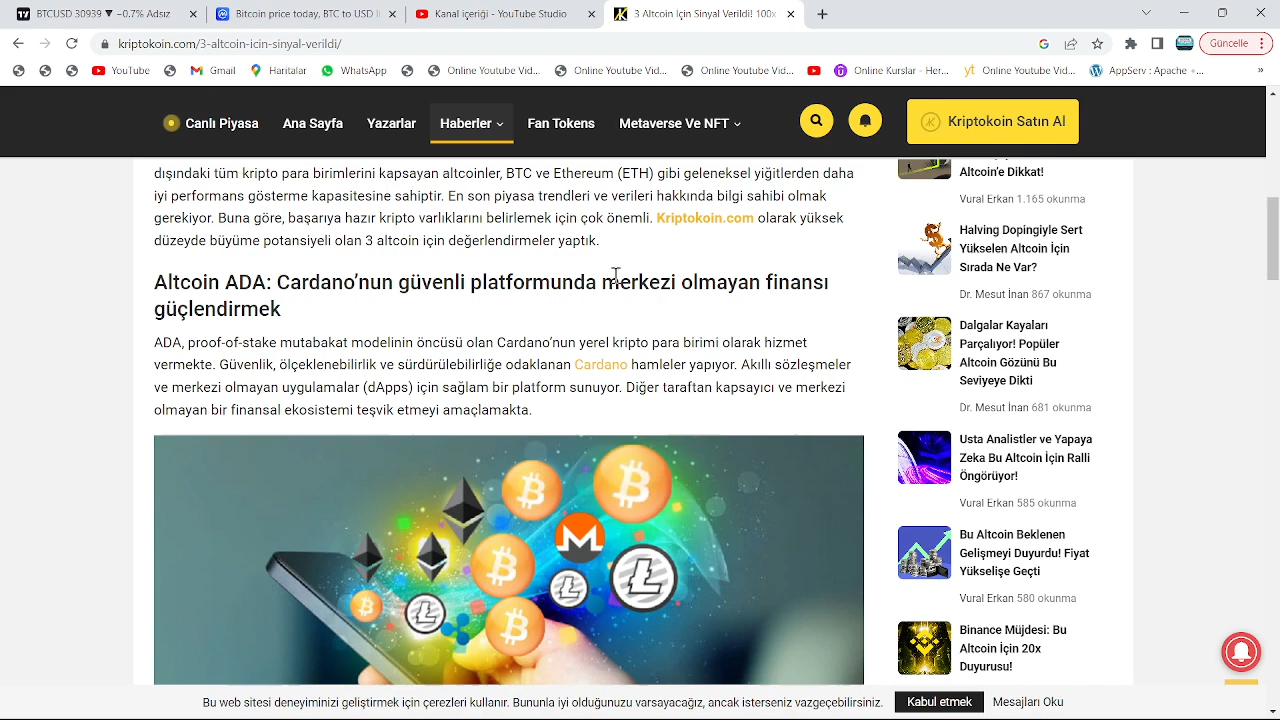 BTCUSD 30939 ▼ −0.7% Adsız
Bitcoin price today, BTC to USD li
Kanal içeriği - YouTube Studio
3 Altcoin İçin Sinyal Verildi! 100x
kriptokoin.com/3-altcoin-icin-sinyal-verildi/
Güncelle
YouTube
Gmail
Haritalar
WhatsApp
Online Youtube Vid...
Online Youtube Vid...
Online Youtube Vid...
Online Kurslar - Her...
yt Online Youtube Vid...
AppServ : Apache +...
»
Canlı Piyasa
Ana Sayfa
Yazarlar
Haberler
Fan Tokens
Metaverse Ve NFT
Kriptokoin Satın Al
dışındaki tüm kripto para birimlerini kapsayan altcoinler, BTC ve Ethereum (ETH) gibi geleneksel yiğitlerden daha
iyi performans gösterme kapasitesine sahiptir. En son piyasa trendleri ve verileri hakkında bilgi sahibi olmak
gerekiyor. Buna göre, başarıya hazır kripto varlıklarını belirlemek için çok önemli. Kriptokoin.com olarak yüksek
düzeyde büyüme potansiyeli olan 3 altcoin için değerlendirmeler yaptık.
Altcoin ADA: Cardano’nun güvenli platformunda merkezi olmayan finansı
güçlendirmek
ADA, proof-of-stake mutabakat modelinin öncüsü olan Cardano’nun yerel kripto para birimi olarak hizmet
vermekte. Güvenlik, ölçeklenebilirlik ve sürdürülebilirliğe odaklanan Cardano hamleler yapıyor. Akıllı sözleşmeler
ve merkezi olmayan uygulamalar (dApps) için sağlam bir platform sunuyor. Diğer taraftan kapsayıcı ve merkezi
olmayan bir finansal ekosistemi teşvik etmeyi amaçlamakta.
Altcoin’e Dikkat!
Vural Erkan 1.165 okunma
Halving Dopingiyle Sert
Yükselen Altcoin İçin
Sırada Ne Var?
Dr. Mesut İnan 867 okunma
Dalgalar Kayaları
Parçalıyor! Popüler
Altcoin Gözünü Bu
Seviyeye Dikti
Dr. Mesut İnan 681 okunma
Usta Analistler ve Yapaya
Zeka Bu Altcoin İçin Ralli
Öngörüyor!
Vural Erkan 585 okunma
Bu Altcoin Beklenen
Gelişmeyi Duyurdu! Fiyat
Yükselişe Geçti
Vural Erkan 580 okunma
Binance Müjdesi: Bu
Altcoin İçin 20x
Duyurusu!
Bu web sitesi deneyiminizi geliştirmek için çerezleri kullanır. Bununla iyi olduğunuzu varsayacağız, ancak isterseniz vazgeçebilirsiniz.
Kabul etmek
Mesajları Oku